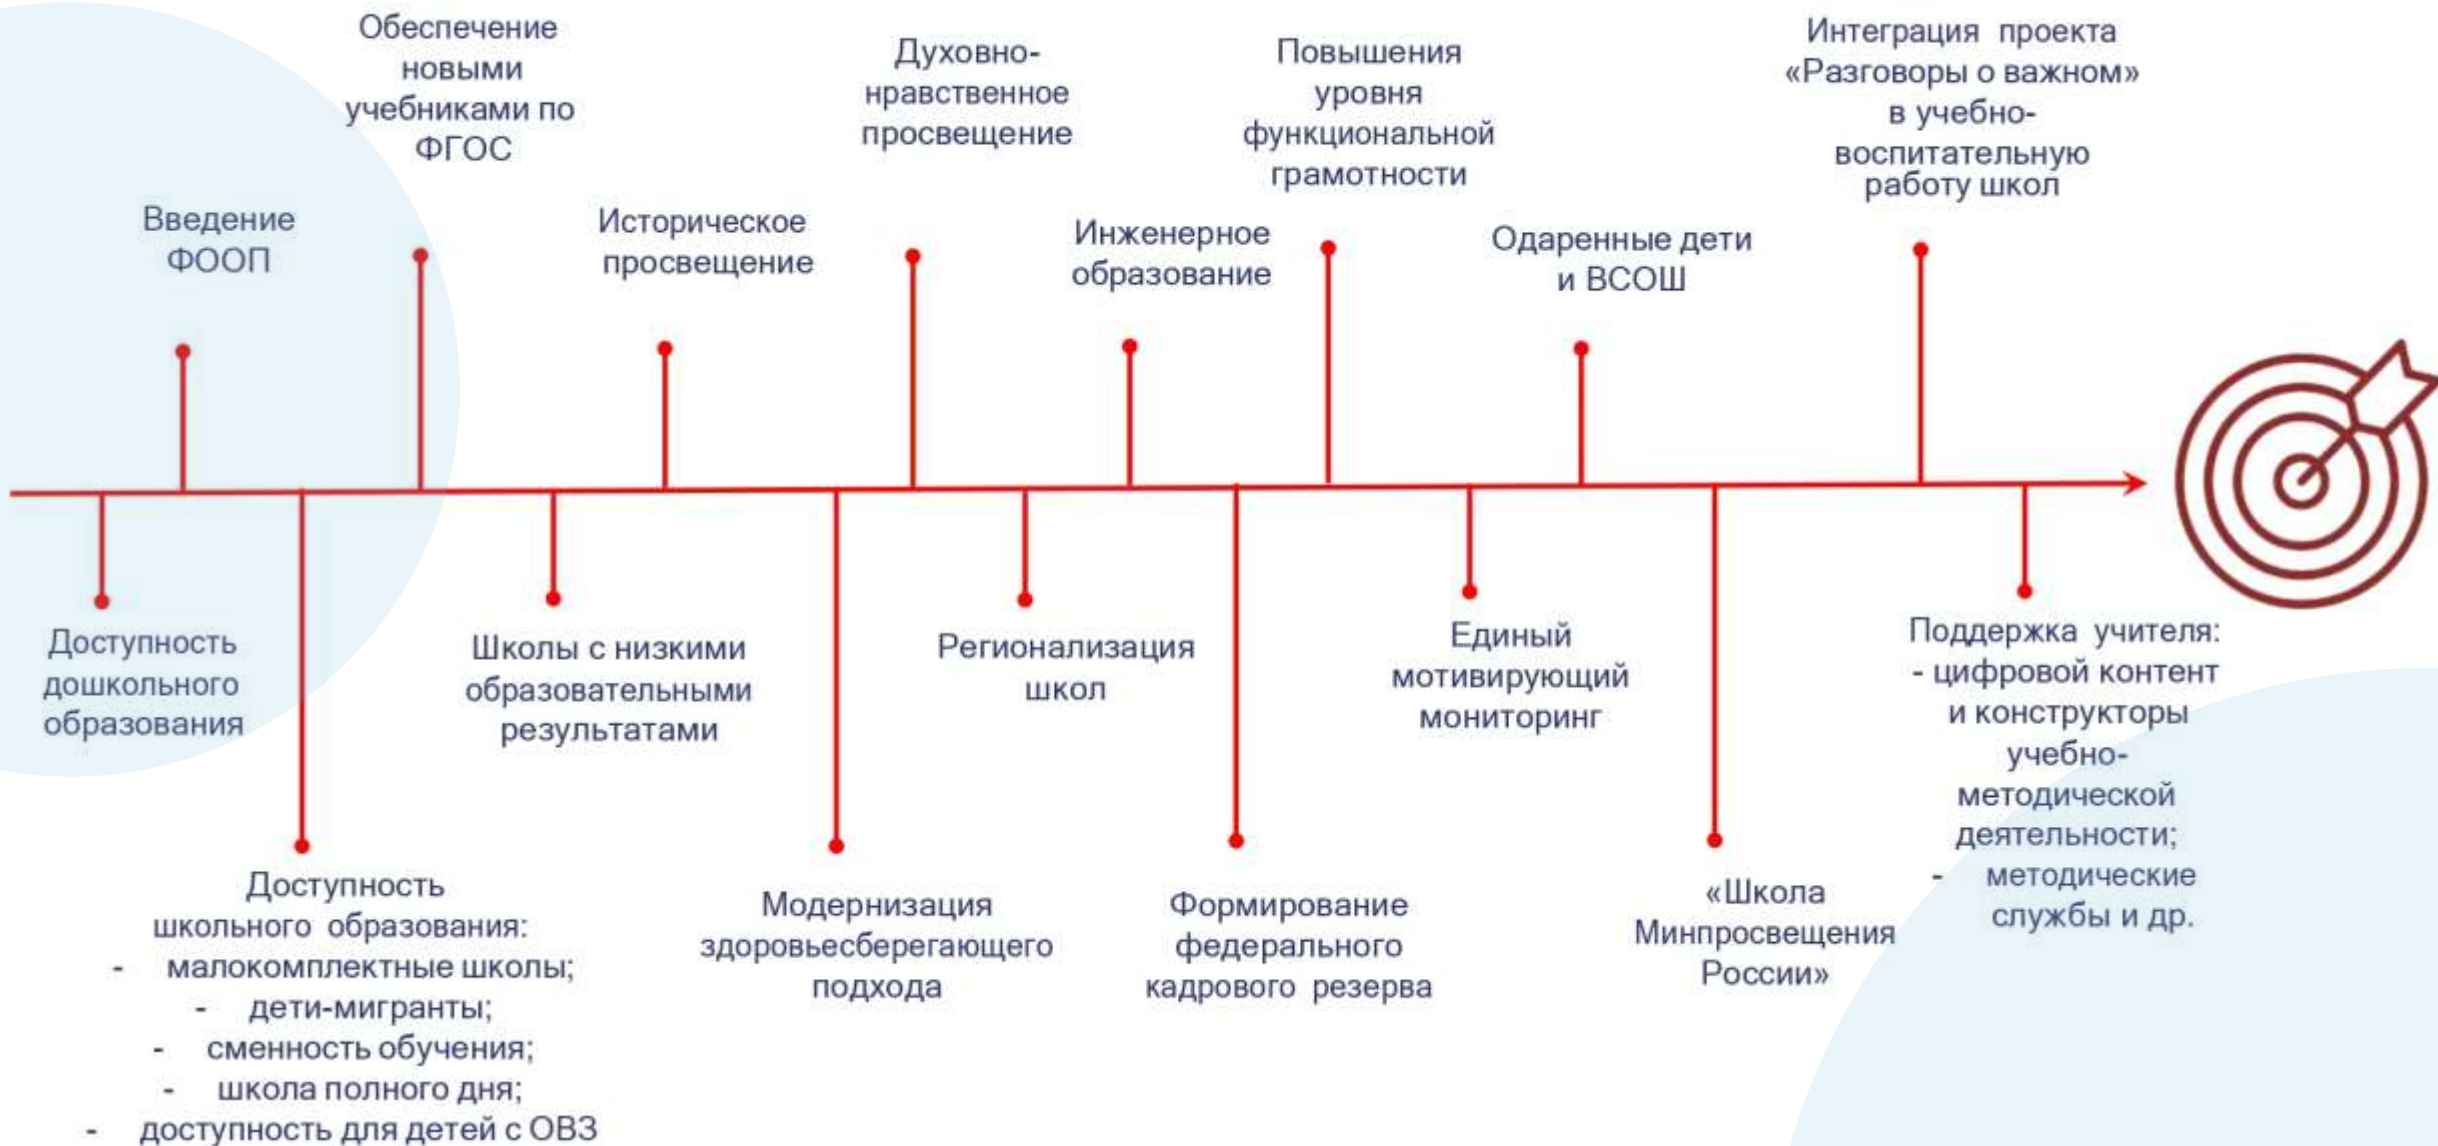 Обеспечение
новыми
учебниками по
ФГОС
Духовно-
нравственное
просвещение
Повышения
уровня
функциональной
грамотности
Интеграция проекта
«Разговоры о важном»
в учебно-
воспитательную
работу школ
Введение
ФООП
Историческое
просвещение
Инженерное
образование
Одаренные дети
и ВСОШ
Доступность
дошкольного
образования
Школы с низкими
образовательными
результатами
Регионализация
школ
Единый
мотивирующий
мониторинг
Поддержка учителя:
- цифровой контент
и конструкторы
учебно-
методической
деятельности;
- методические
службы и др.
Доступность
школьного образования:
- малокомплектные школы;
- дети-мигранты;
- сменность обучения;
- школа полного дня;
- доступность для детей с ОВЗ
Модернизация
здоровьесберегающего
подхода
Формирование
федерального
кадрового резерва
«Школа
Минпросвещения
России»